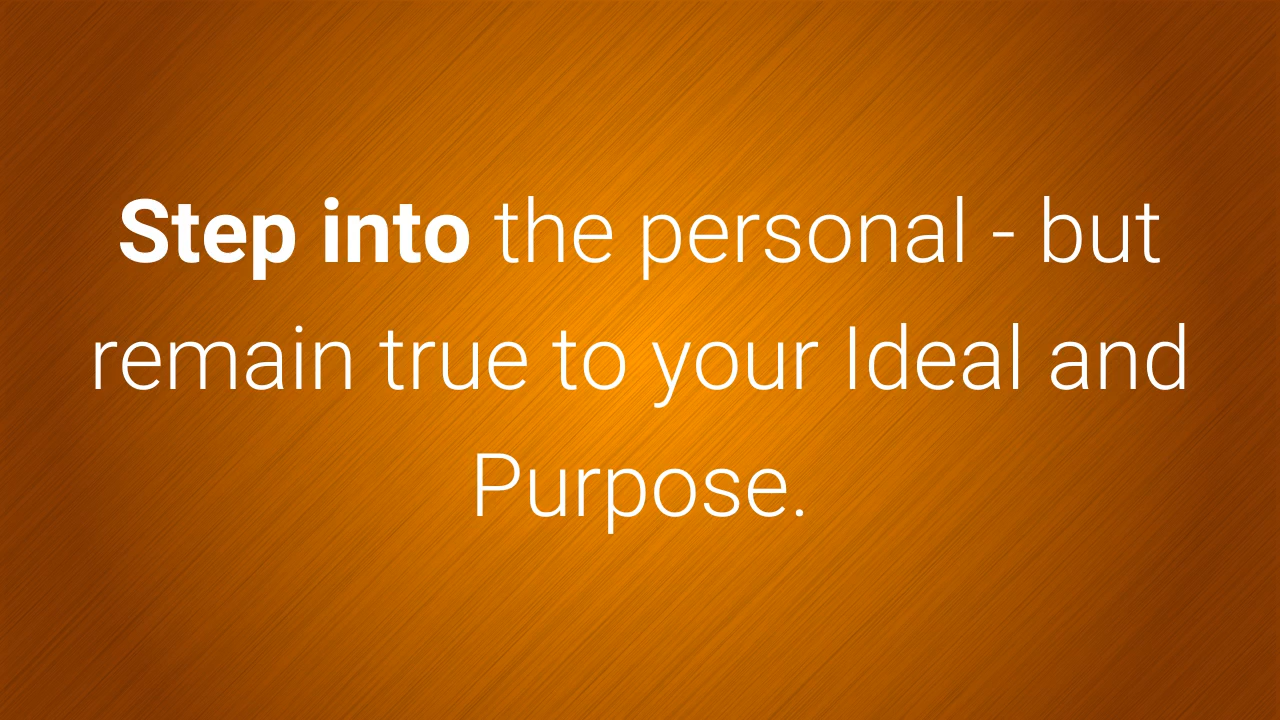 Step into the personal - but
remain true to your Ideal and
Purpose.